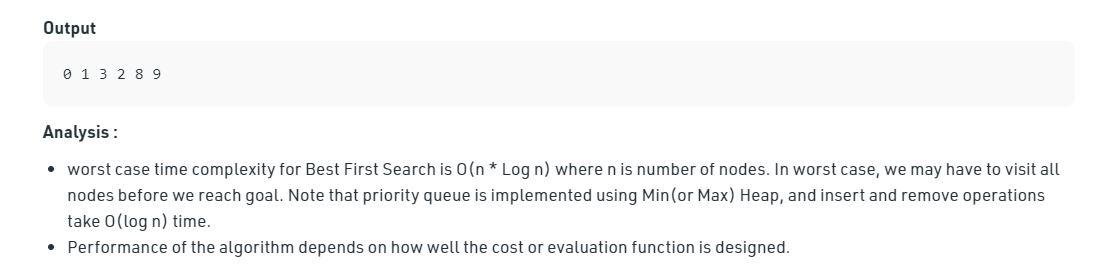 Output
0 1 3 2 8 9
Analysis :
• worst case time complexity for Best First Search is O(n * Log n) where n is number of nodes. In worst case, we may have to visit all
nodes before we reach goal. Note that priority queue is implemented using Min(or Max) Heap, and insert and remove operations
take O(log n) time.
• Performance of the algorithm depends on how well the cost or evaluation function is designed.